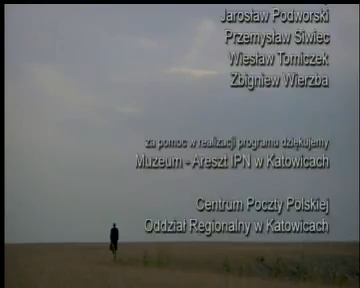 Jarosław Podworski
Przemysław Siwiec
Wiesław Tomiczek
Zbigniew Wierzba
za pomoc w realizacji programu dziękujemy
Muzeum - Areszt IPN w Katowicach
Centrum Poczty Polskiej
Oddział Regionalny w Katowicach